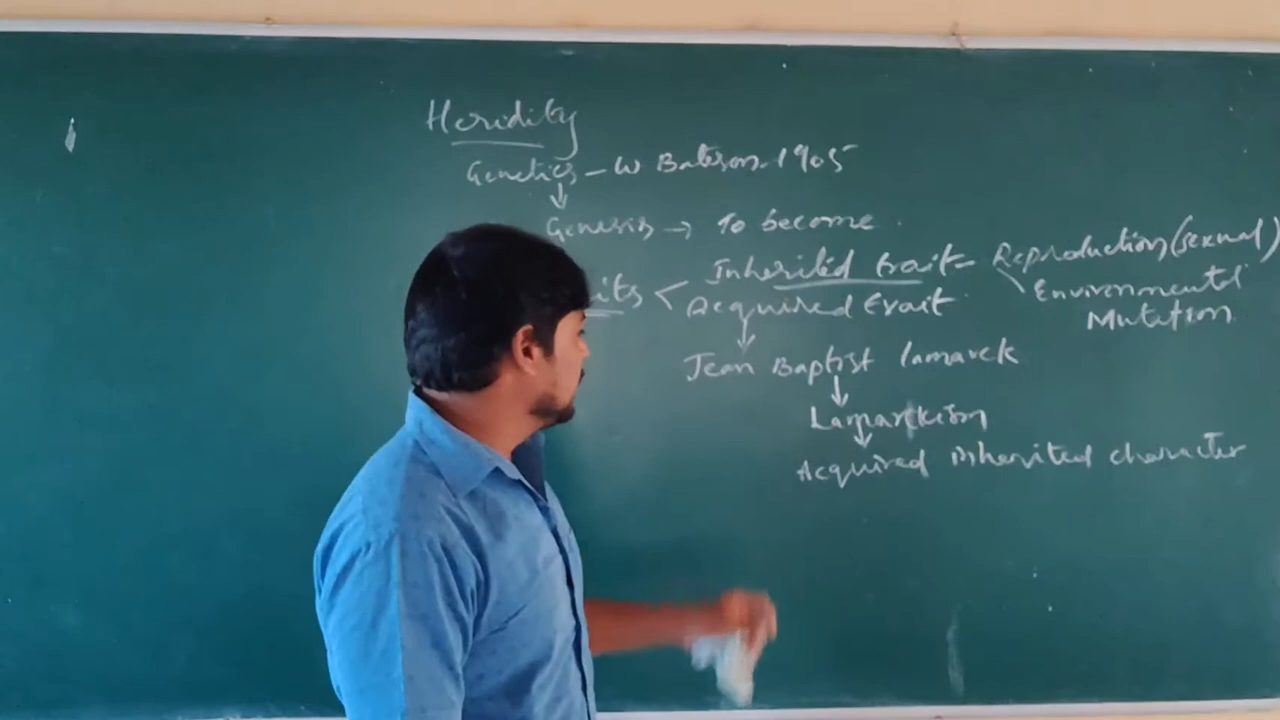 Heridity
Genetics - W Bateson. 1905
↓
Genesis → To become.
its < Inherited trait = Reproduction (sexual)
Acquired trait. Environmental
↓ Mutation
Jean Baptist lamarck
↓
Lamarckism
↓
Acquired inherited character